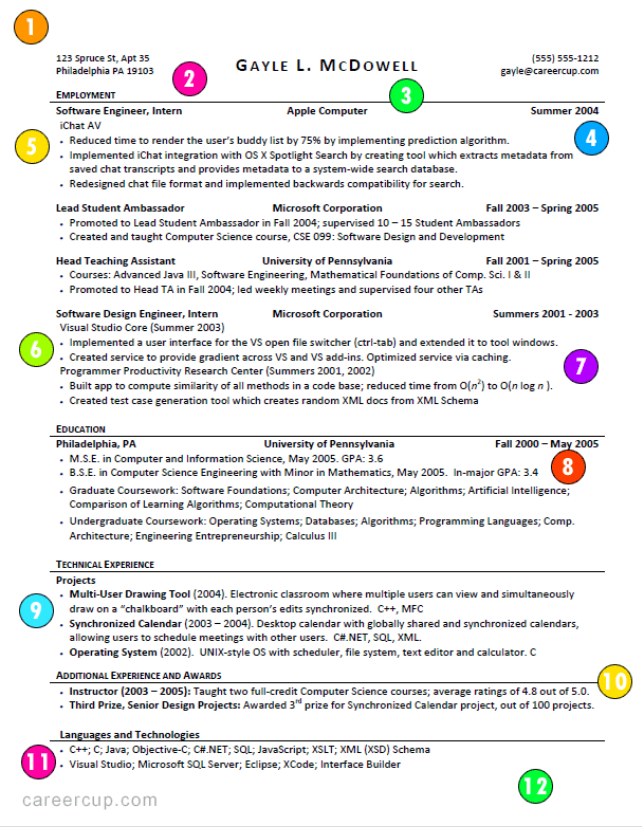 1
123 Spruce St, Apt 35 GAYLE L. MCDOWELL (555) 555-1212
Philadelphia PA 19103 gayle@careercup.com
2
3
EMPLOYMENT
Software Engineer, Intern Apple Computer Summer 2004
iChat AV
4
5
• Reduced time to render the user's buddy list by 75% by implementing prediction algorithm.
• Implemented iChat integration with OS X Spotlight Search by creating tool which extracts metadata from
saved chat transcripts and provides metadata to a system-wide search database.
• Redesigned chat file format and implemented backwards compatibility for search.
Lead Student Ambassador Microsoft Corporation Fall 2003 – Spring 2005
• Promoted to Lead Student Ambassador in Fall 2004; supervised 10 – 15 Student Ambassadors
• Created and taught Computer Science course, CSE 099: Software Design and Development
Head Teaching Assistant University of Pennsylvania Fall 2001 – Spring 2005
• Courses: Advanced Java III, Software Engineering, Mathematical Foundations of Comp. Sci. I & II
• Promoted to Head TA in Fall 2004; led weekly meetings and supervised four other TAs
Software Design Engineer, Intern Microsoft Corporation Summers 2001 - 2003
Visual Studio Core (Summer 2003)
6
• Implemented a user interface for the VS open file switcher (ctrl-tab) and extended it to tool windows.
• Created service to provide gradient across VS and VS add-ins. Optimized service via caching.
7
Programmer Productivity Research Center (Summers 2001, 2002)
• Built app to compute similarity of all methods in a code base; reduced time from O(n²) to O(n log n ).
• Created test case generation tool which creates random XML docs from XML Schema
EDUCATION
Philadelphia, PA University of Pennsylvania Fall 2000 – May 2005
• M.S.E. in Computer and Information Science, May 2005. GPA: 3.6
8
• B.S.E. in Computer Science Engineering with Minor in Mathematics, May 2005. In-major GPA: 3.4
• Graduate Coursework: Software Foundations; Computer Architecture; Algorithms; Artificial Intelligence;
Comparison of Learning Algorithms; Computational Theory
• Undergraduate Coursework: Operating Systems; Databases; Algorithms; Programming Languages; Comp.
Architecture; Engineering Entrepreneurship; Calculus III
TECHNICAL EXPERIENCE
Projects
• Multi-User Drawing Tool (2004). Electronic classroom where multiple users can view and simultaneously
9
draw on a "chalkboard" with each person's edits synchronized. C++, MFC
• Synchronized Calendar (2003 – 2004). Desktop calendar with globally shared and synchronized calendars,
allowing users to schedule meetings with other users. C#.NET, SQL, XML.
• Operating System (2002). UNIX-style OS with scheduler, file system, text editor and calculator. C
ADDITIONAL EXPERIENCE AND AWARDS
10
• Instructor (2003 – 2005): Taught two full-credit Computer Science courses; average ratings of 4.8 out of 5.0.
• Third Prize, Senior Design Projects: Awarded 3rd prize for Synchronized Calendar project, out of 100 projects.
Languages and Technologies
11
• C++; C; Java; Objective-C; C#.NET; SQL; JavaScript; XSLT; XML (XSD) Schema
• Visual Studio; Microsoft SQL Server; Eclipse; XCode; Interface Builder
12
careercup.com